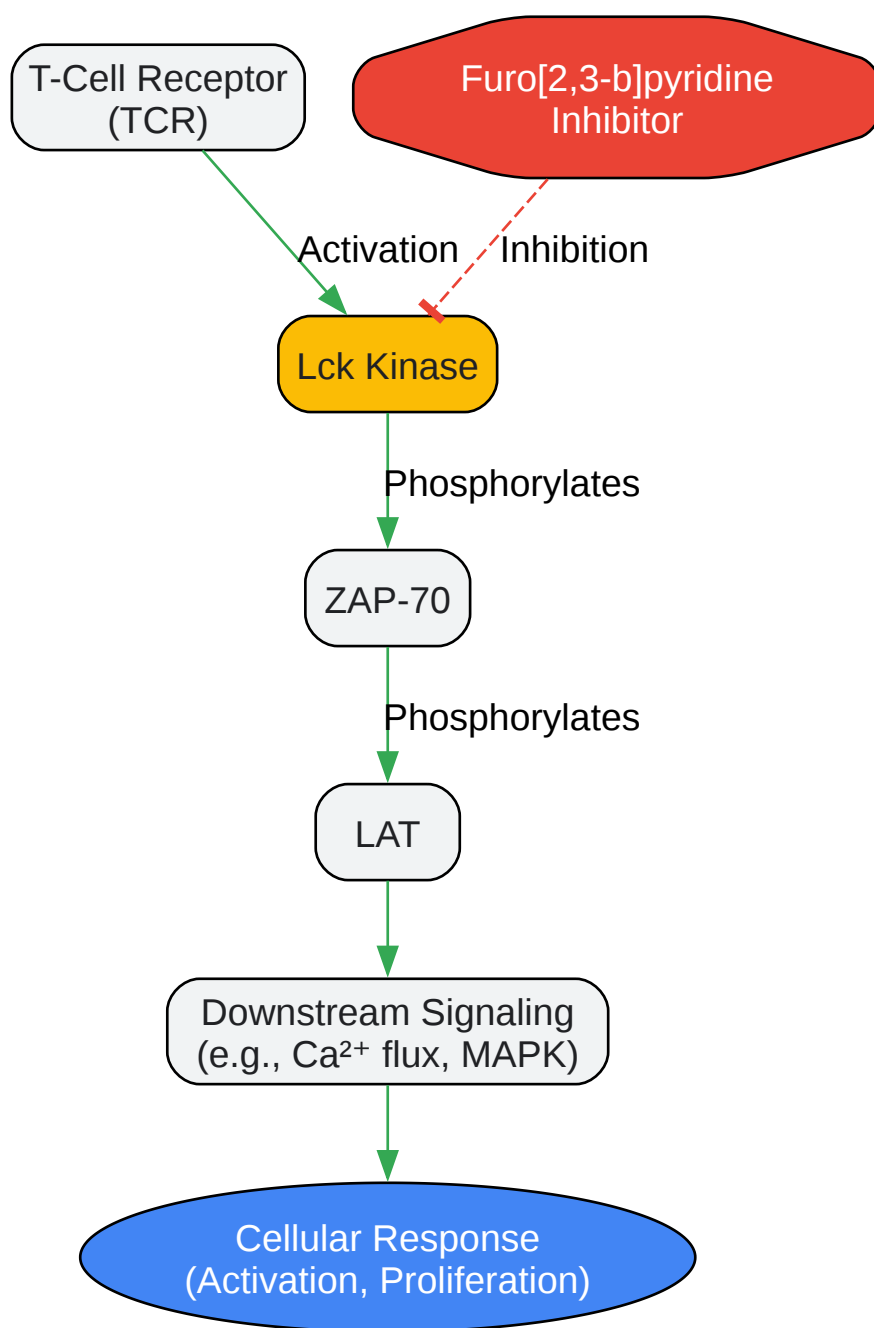 T-Cell Receptor
(TCR)
Furo[2,3-b]pyridine
Inhibitor
Activation
Inhibition
Lck Kinase
Phosphorylates
ZAP-70
Phosphorylates
LAT
Downstream Signaling
(e.g., Ca²⁺ flux, MAPK)
Cellular Response
(Activation, Proliferation)